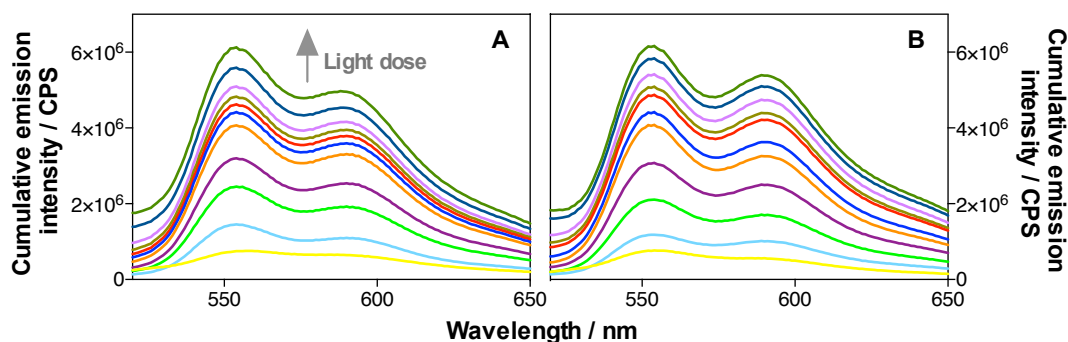 Cumulative emission
intensity / CPS
6×10⁶
4×10⁶
2×10⁶
0
A
Light dose
550
600
650
B
550
600
650
6×10⁶
4×10⁶
2×10⁶
0
Cumulative emission
intensity / CPS
Wavelength / nm